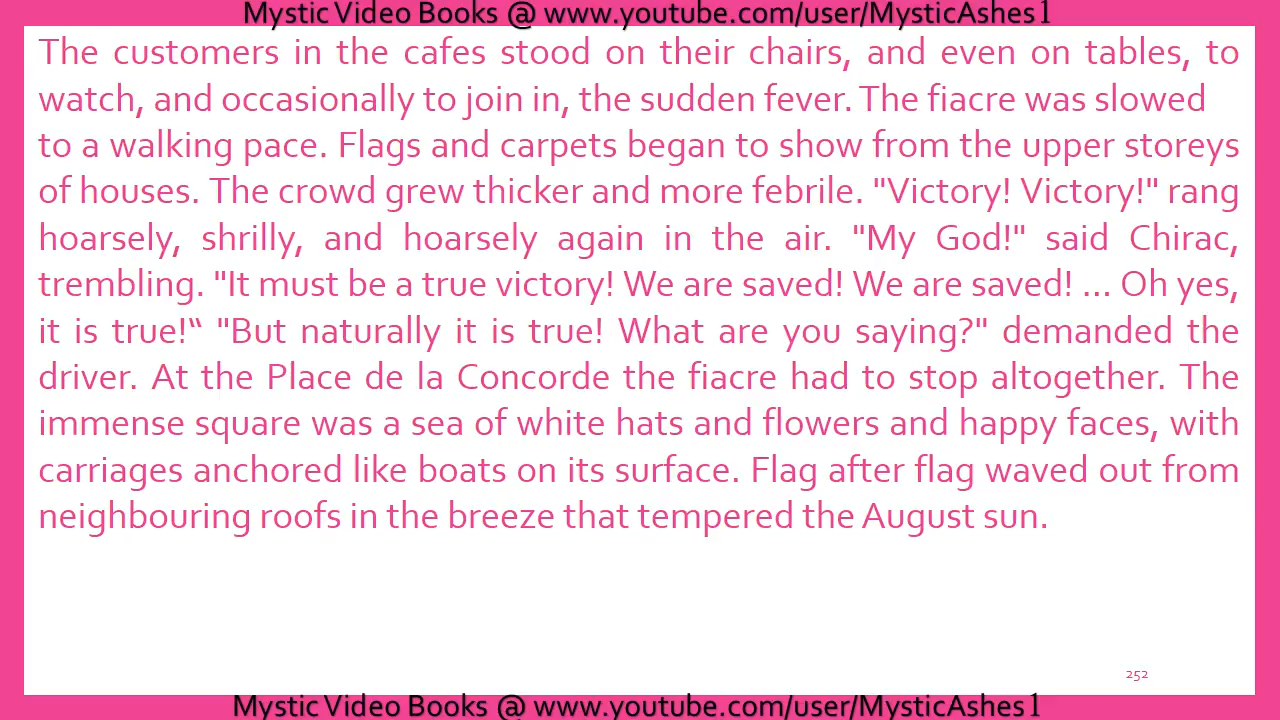 Mystic Video Books @ www.youtube.com/user/MysticAshes1
The customers in the cafes stood on their chairs, and even on tables, to
watch, and occasionally to join in, the sudden fever. The fiacre was slowed
to a walking pace. Flags and carpets began to show from the upper storeys
of houses. The crowd grew thicker and more febrile. "Victory! Victory!" rang
hoarsely, shrilly, and hoarsely again in the air. "My God!" said Chirac,
trembling. "It must be a true victory! We are saved! We are saved! ... Oh yes,
it is true!“ "But naturally it is true! What are you saying?" demanded the
driver. At the Place de la Concorde the fiacre had to stop altogether. The
immense square was a sea of white hats and flowers and happy faces, with
carriages anchored like boats on its surface. Flag after flag waved out from
neighbouring roofs in the breeze that tempered the August sun.
252
Mystic Video Books @ www.youtube.com/user/MysticAshes1